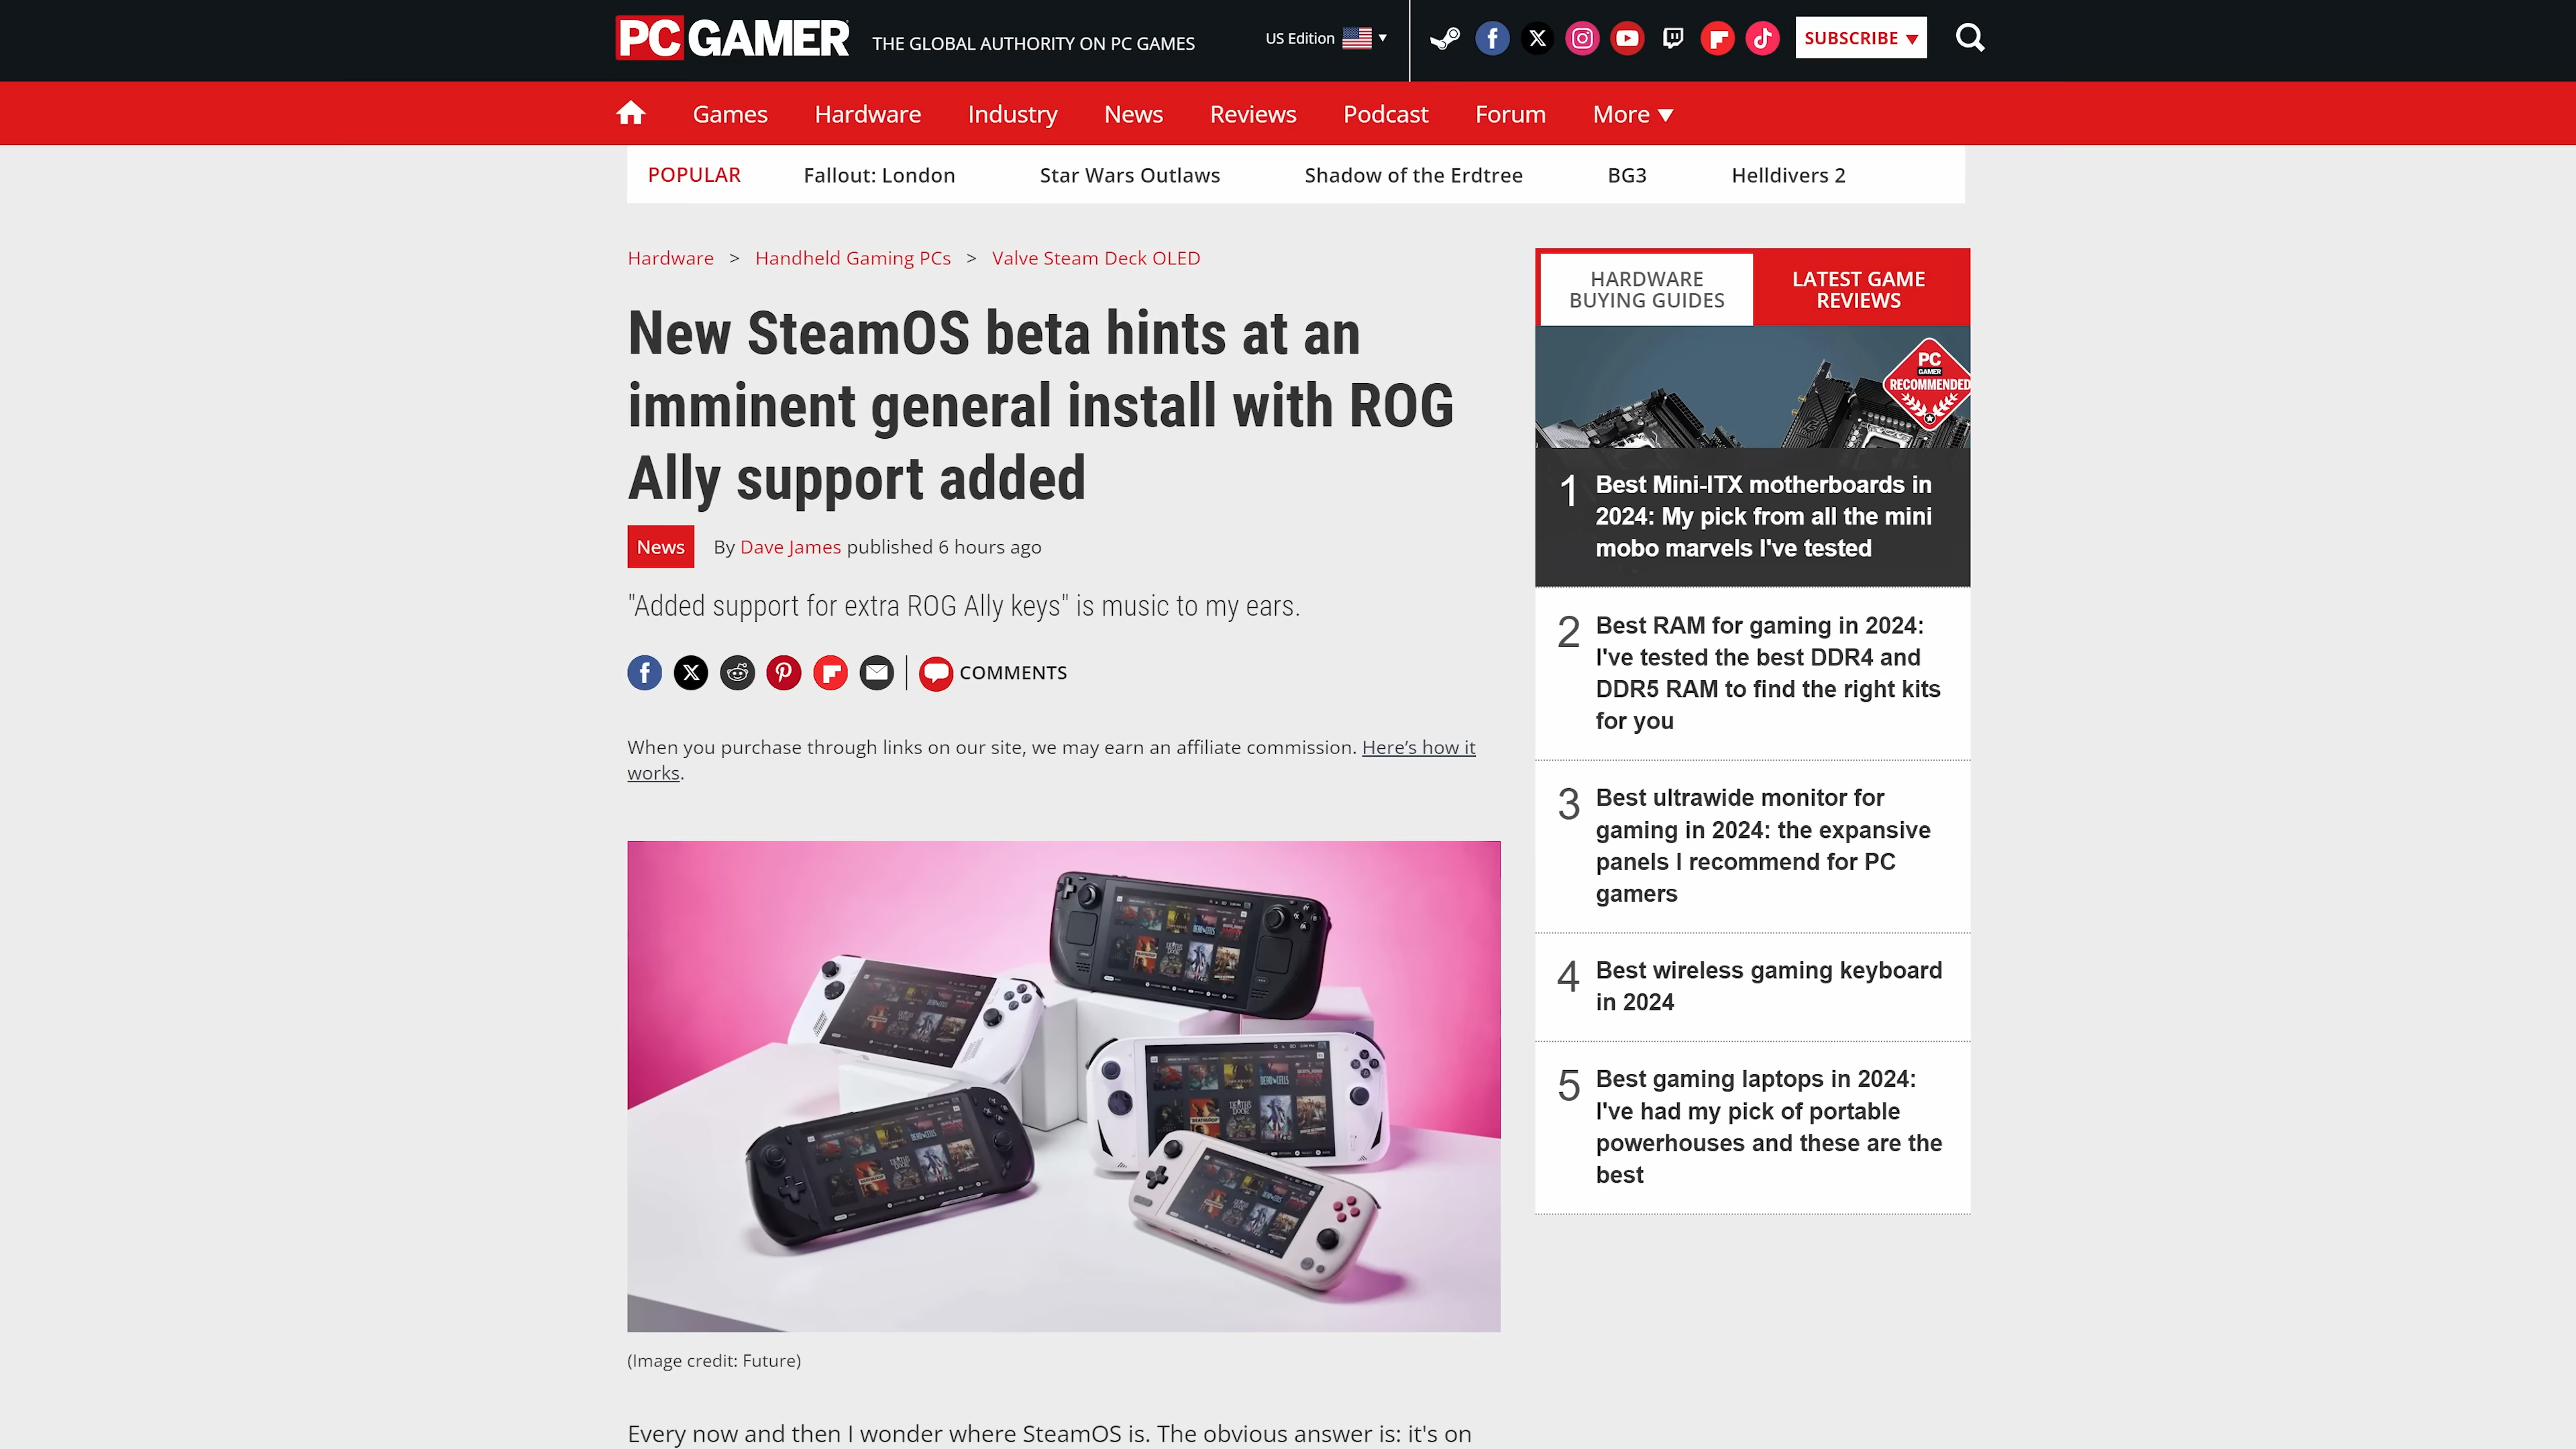 PC GAMER THE GLOBAL AUTHORITY ON PC GAMES US Edition SUBSCRIBE
Games Hardware Industry News Reviews Podcast Forum More
POPULAR Fallout: London Star Wars Outlaws Shadow of the Erdtree BG3 Helldivers 2
Hardware > Handheld Gaming PCs > Valve Steam Deck OLED
New SteamOS beta hints at an
imminent general install with ROG
Ally support added
News By Dave James published 6 hours ago
"Added support for extra ROG Ally keys" is music to my ears.
COMMENTS
When you purchase through links on our site, we may earn an affiliate commission. Here’s how it
works.
(Image credit: Future)
Every now and then I wonder where SteamOS is. The obvious answer is: it's on
HARDWARE
BUYING GUIDES
LATEST GAME
REVIEWS
PC
GAMER
RECOMMENDED
1 Best Mini-ITX motherboards in
2024: My pick from all the mini
mobo marvels I've tested
2 Best RAM for gaming in 2024:
I've tested the best DDR4 and
DDR5 RAM to find the right kits
for you
3 Best ultrawide monitor for
gaming in 2024: the expansive
panels I recommend for PC
gamers
4 Best wireless gaming keyboard
in 2024
5 Best gaming laptops in 2024:
I've had my pick of portable
powerhouses and these are the
best